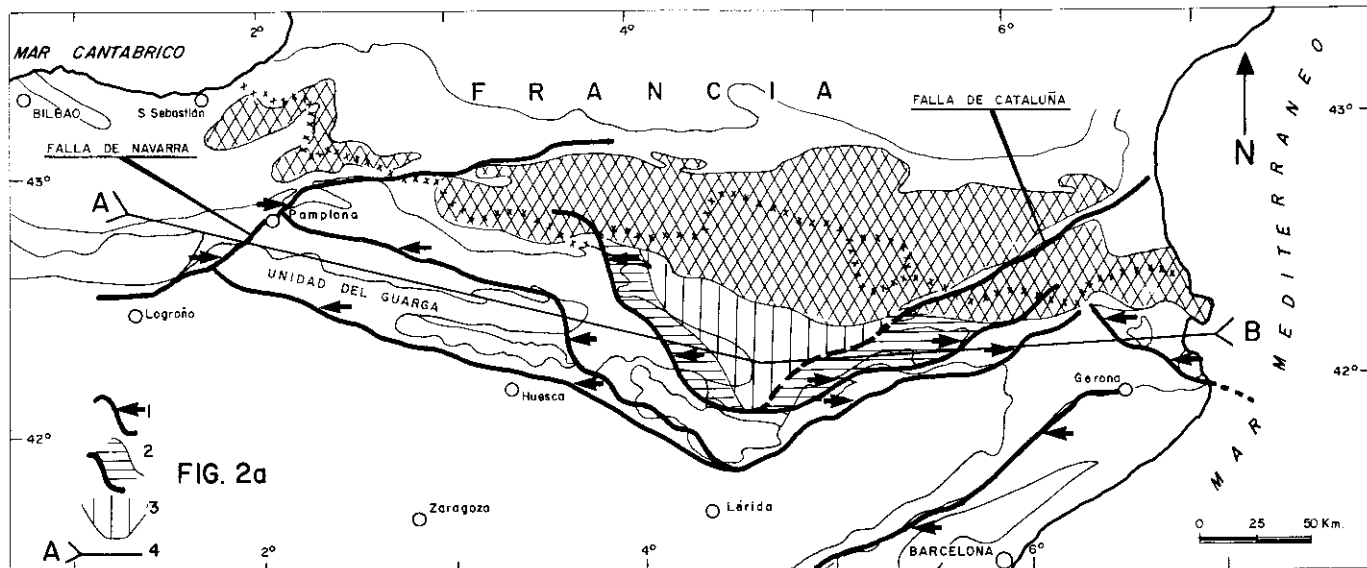 2° 4° 6°
MAR CANTABRICO
BILBAO
S Sebastián
F R A N C I A
FALLA DE CATALUÑA
FALLA DE NAVARRA
N
43°
43°
MAR MEDITERRANEO
A
Pamplona
UNIDAD DEL GUARGA
Logroño
B
Huesca
Gerona
42°
42°
1
2
3
A 4
FIG. 2a
Zaragoza
Lárida
BARCELONA
0 25 50 Km.
2° 4° 6°